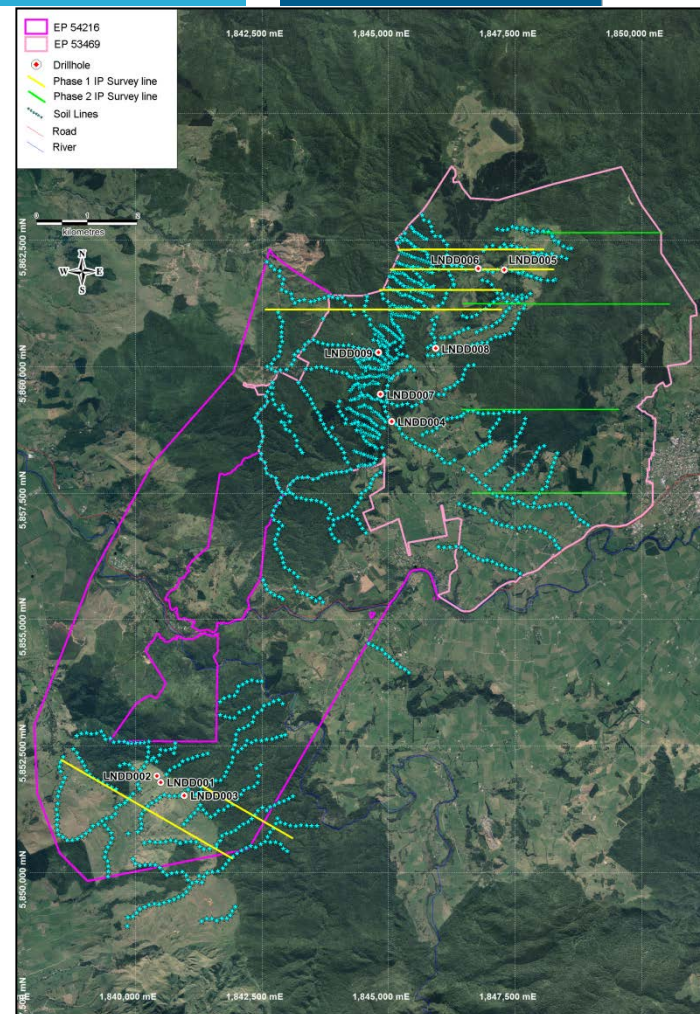 EP 54216
EP 53469
Drillhole
Phase 1 IP Survey line
Phase 2 IP Survey line
Soil Lines
Road
River
1,842,500 mE
1,845,000 mE
1,847,500 mE
1,850,000 mE
0 1 2
kilometres
N
W E
S
5,862,500 mN
LNDD006
LNDD005
LNDD009
LNDD008
5,860,000 mN
LNDD007
LNDD004
5,857,500 mN
5,855,000 mN
5,852,500 mN
LNDD002
LNDD001
LNDD003
5,850,000 mN
7,500 mN
1,840,000 mE
1,842,500 mE
1,845,000 mE
1,847,500 mE